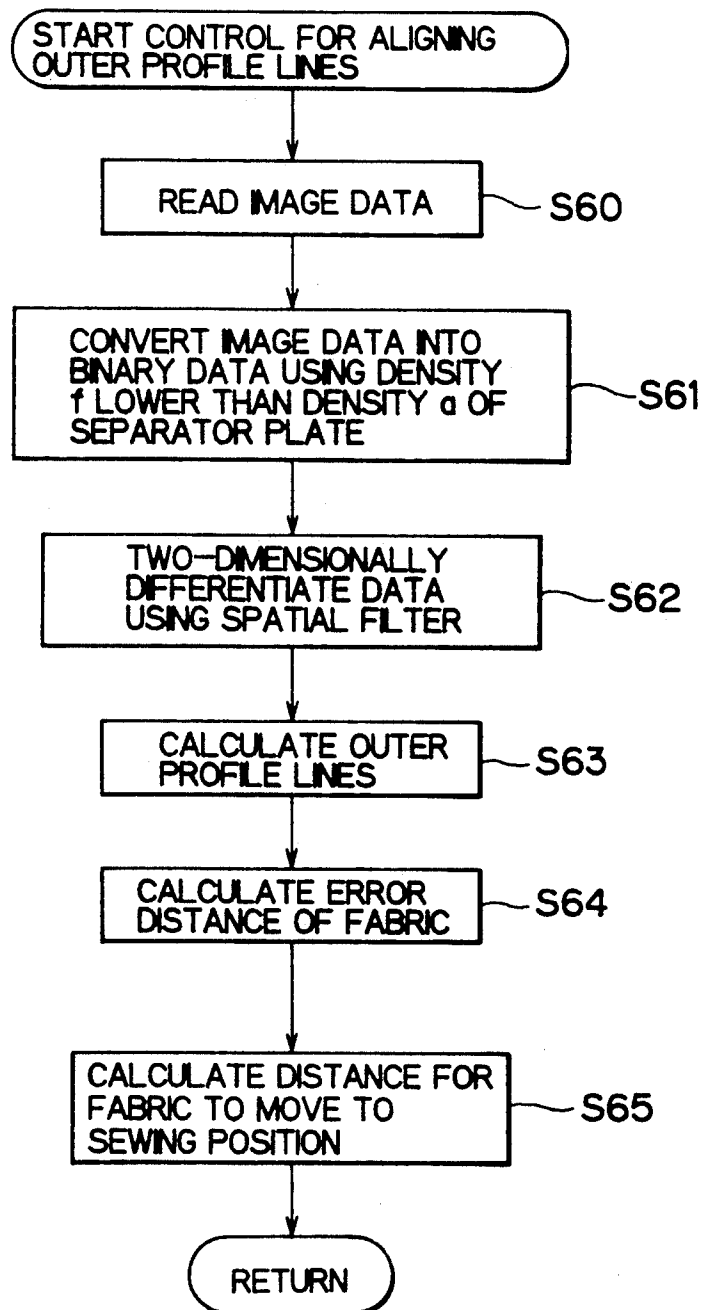 START CONTROL FOR ALIGNING
OUTER PROFILE LINES
READ IMAGE DATA
S60
CONVERT IMAGE DATA INTO
BINARY DATA USING DENSITY
f LOWER THAN DENSITY a OF
SEPARATOR PLATE
S61
TWO-DIMENSIONALLY
DIFFERENTIATE DATA
USING SPATIAL FILTER
S62
CALCULATE OUTER
PROFILE LINES
S63
CALCULATE ERROR
DISTANCE OF FABRIC
S64
CALCULATE DISTANCE FOR
FABRIC TO MOVE TO
SEWING POSITION
S65
RETURN